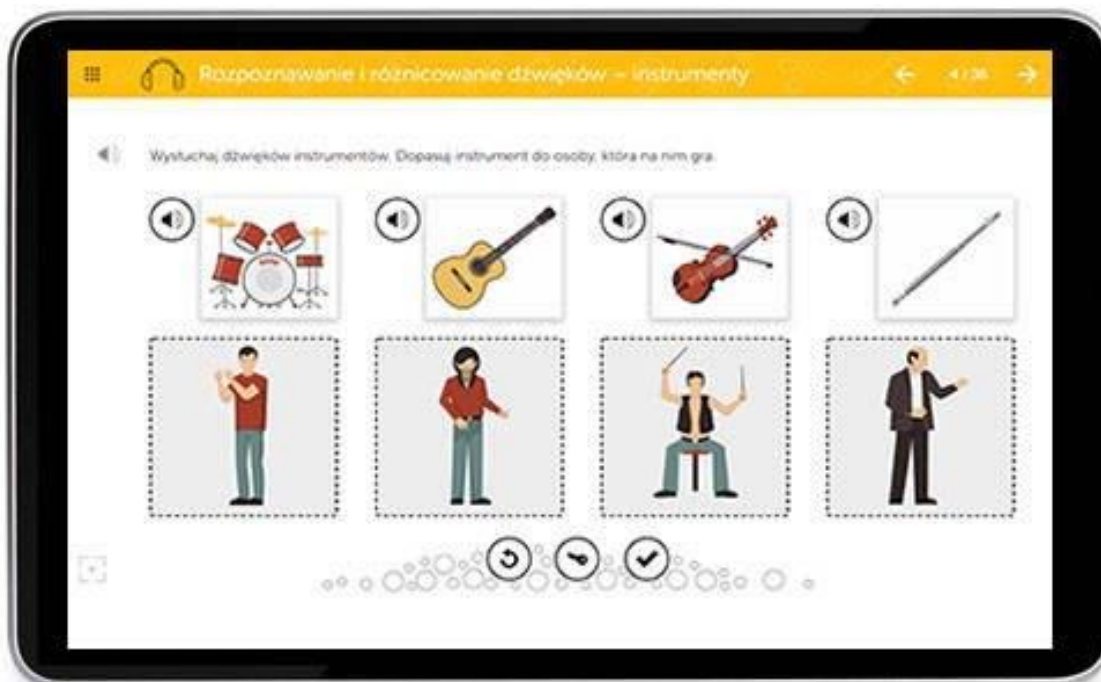 Rozpoznawanie i różnicowanie dźwięków – instrumenty
4 / 36
Wysłuchaj dźwięków instrumentów. Dopasuj instrument do osoby, która na nim gra.